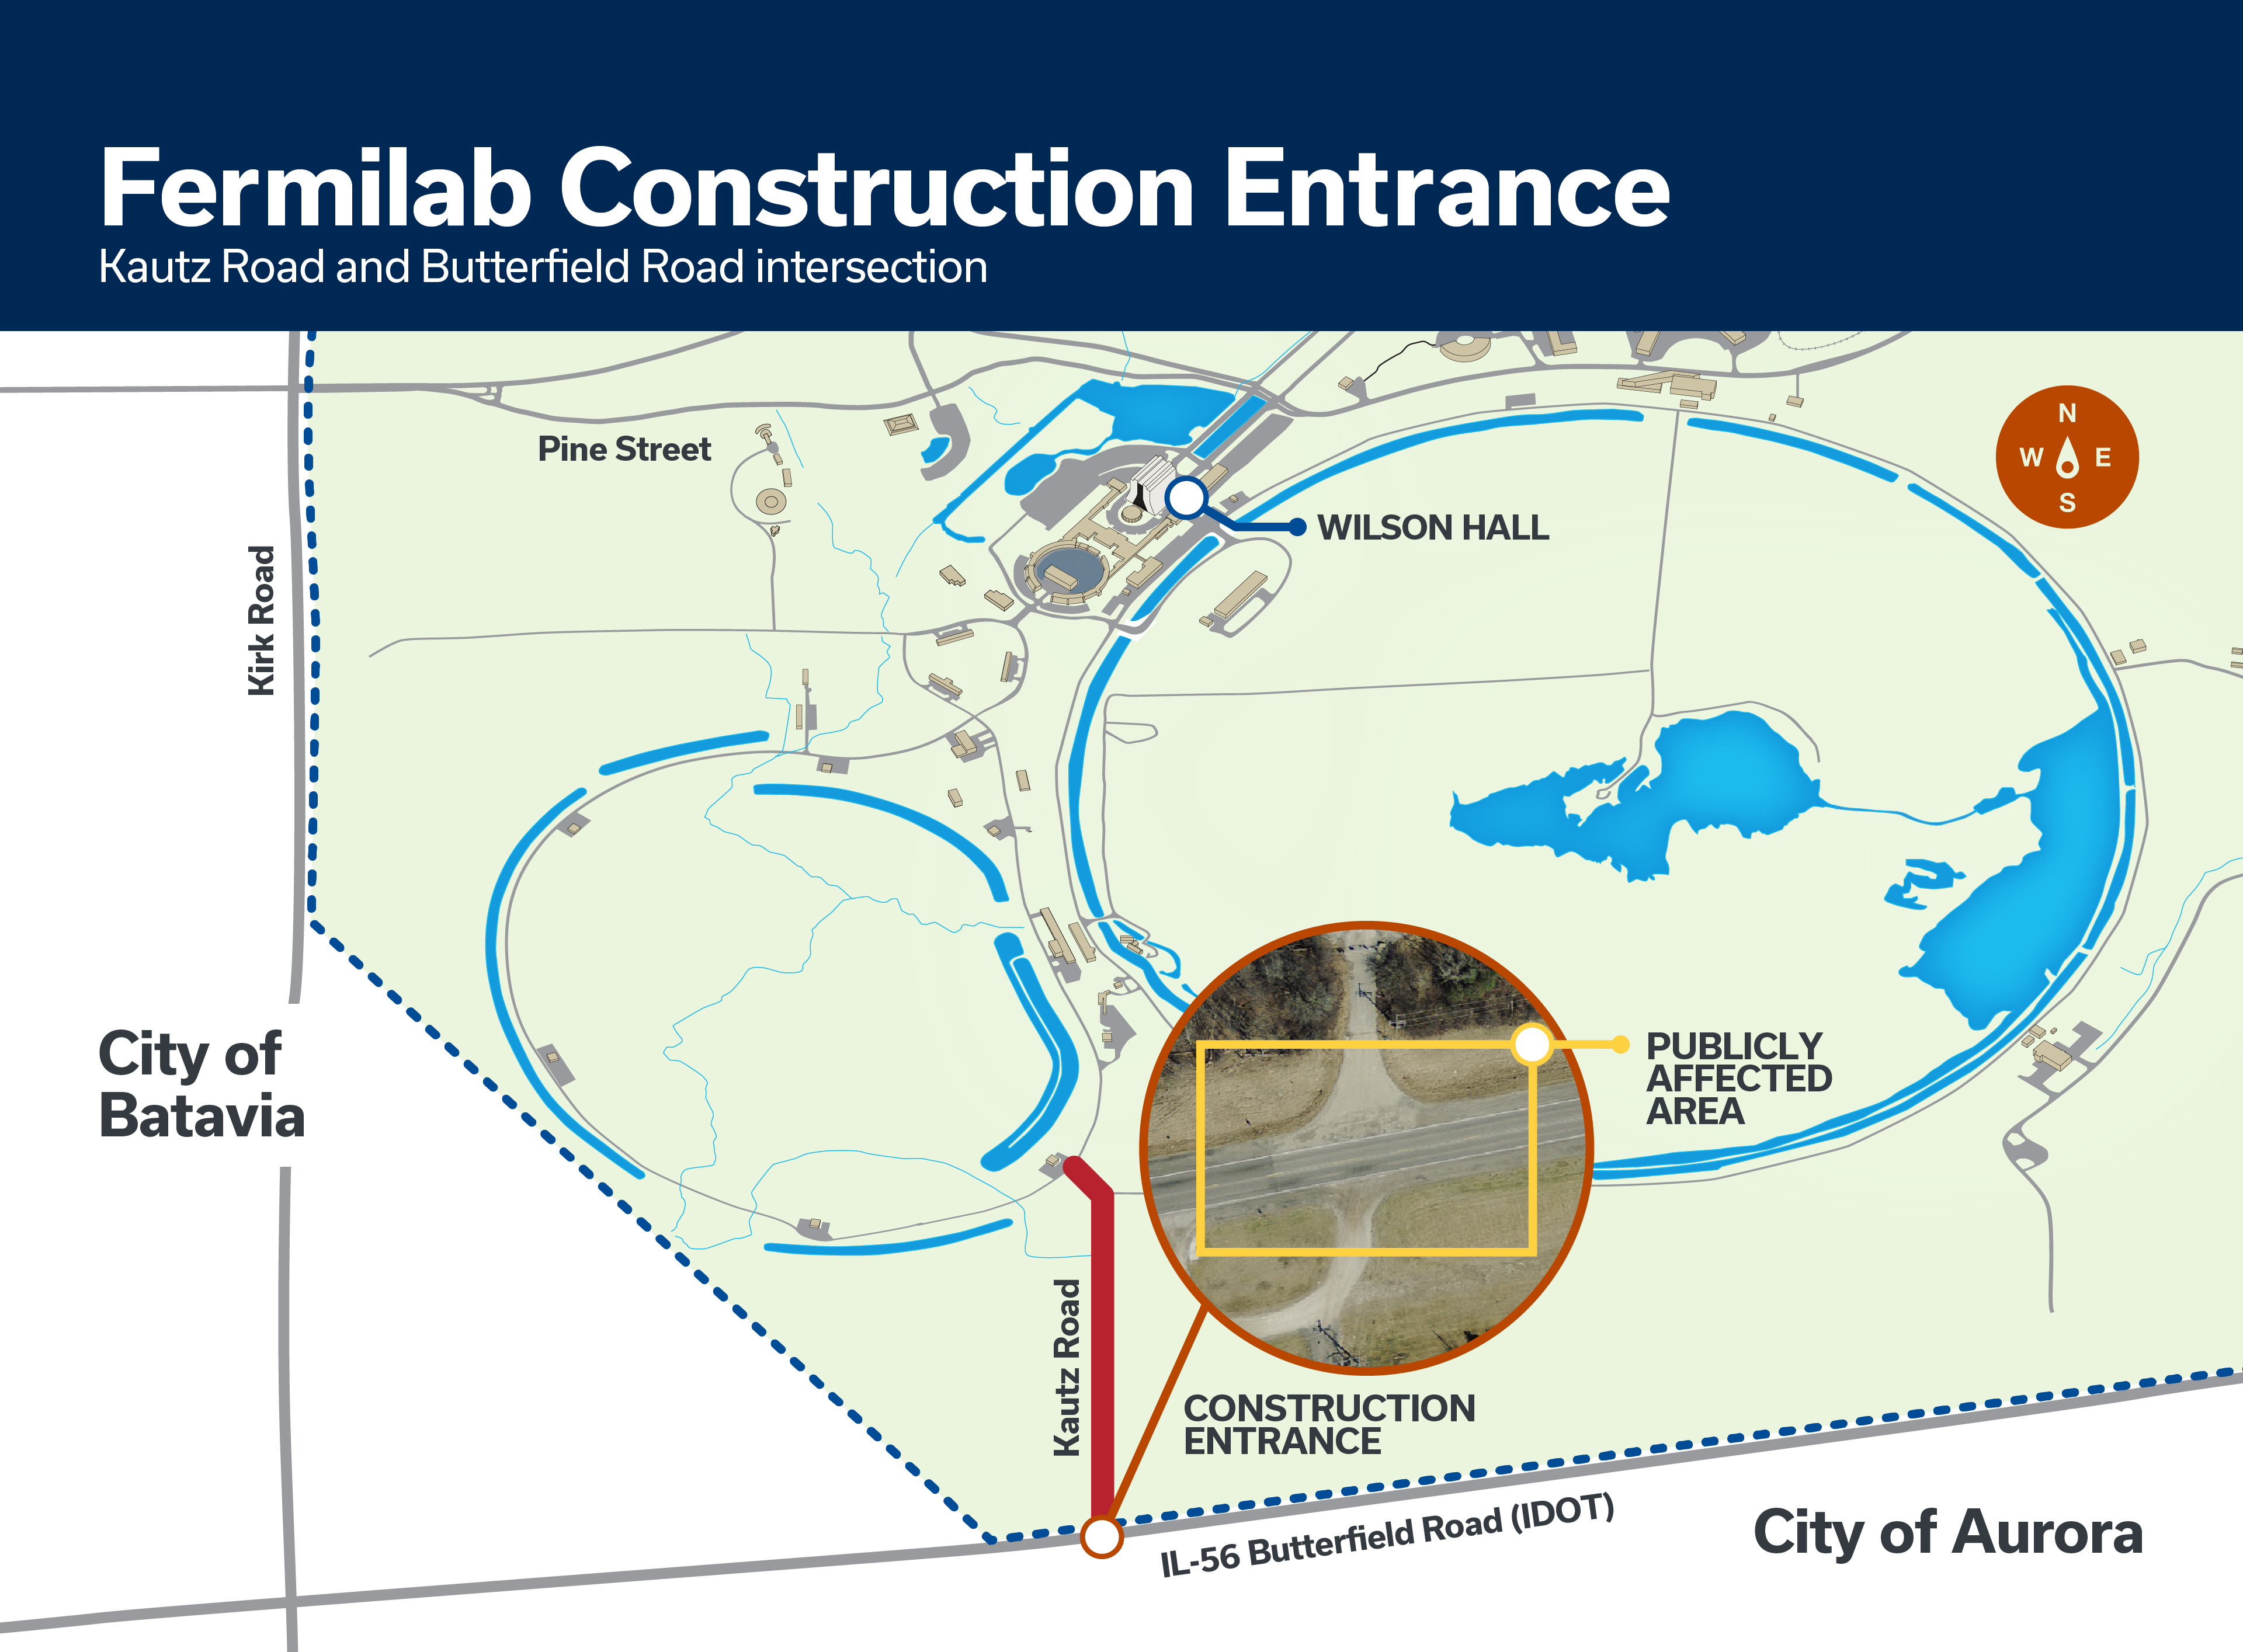 Fermilab Construction Entrance
Kautz Road and Butterfield Road intersection
N
W E
S
Pine Street
WILSON HALL
Kirk Road
City of
Batavia
PUBLICLY
AFFECTED
AREA
Kautz Road
CONSTRUCTION
ENTRANCE
IL-56 Butterfield Road (IDOT)
City of Aurora